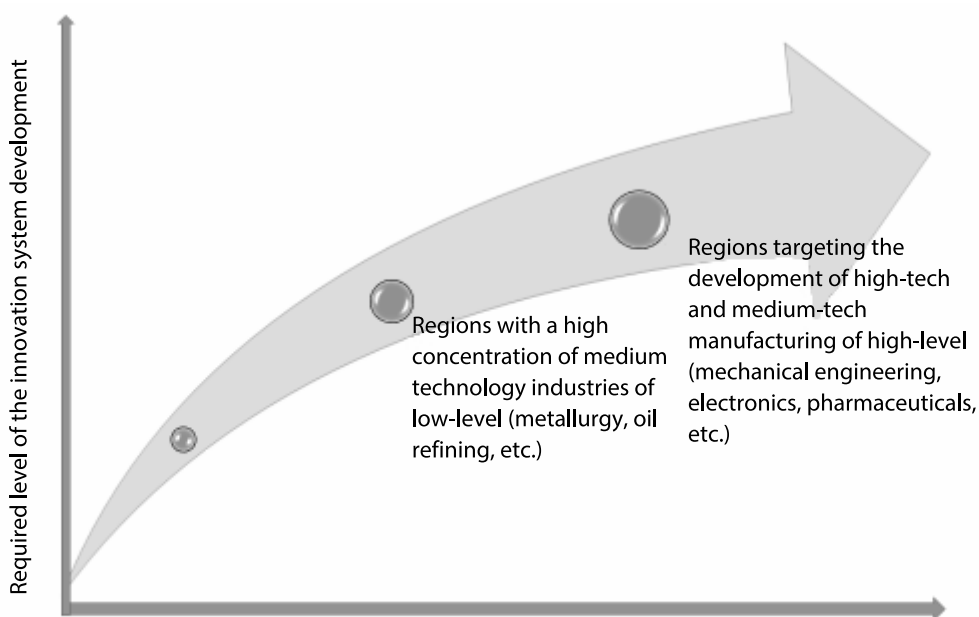 Required level of the innovation system development
Regions with a high
concentration of medium
technology industries of
low-level (metallurgy, oil
refining, etc.)
Regions targeting the
development of high-tech
and medium-tech
manufacturing of high-level
(mechanical engineering,
electronics, pharmaceuticals,
etc.)